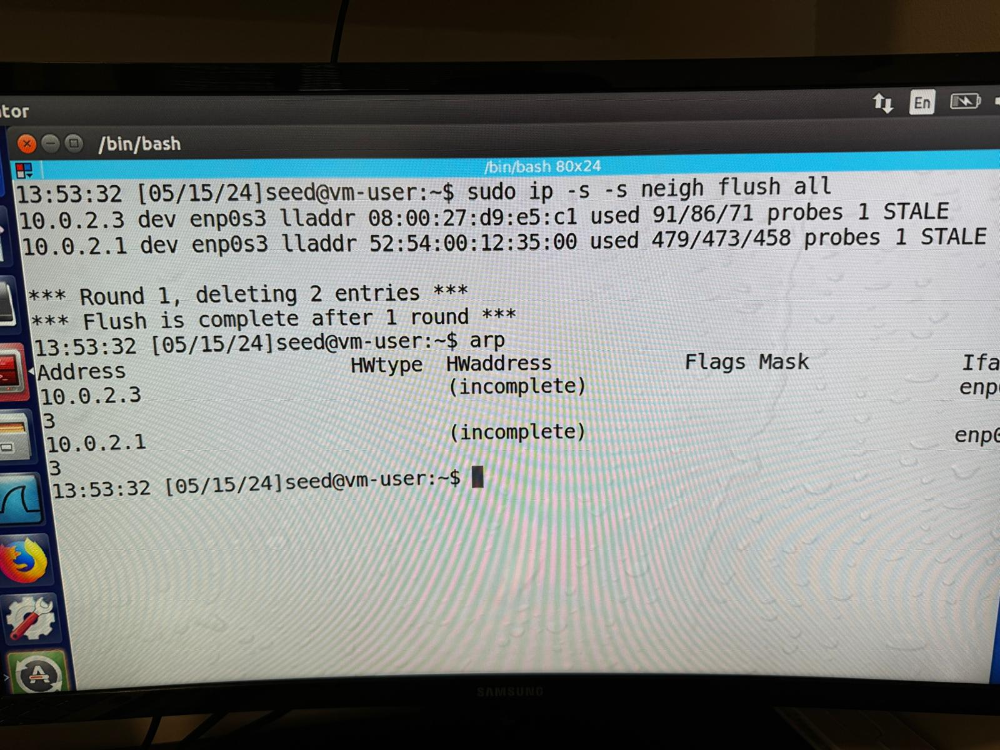 tor
En
/bin/bash
/bin/bash 80x24
13:53:32 [05/15/24]seed@vm-user:~$ sudo ip -s -s neigh flush all
10.0.2.3 dev enp0s3 lladdr 08:00:27:d9:e5:c1 used 91/86/71 probes 1 STALE
10.0.2.1 dev enp0s3 lladdr 52:54:00:12:35:00 used 479/473/458 probes 1 STALE
*** Round 1, deleting 2 entries ***
*** Flush is complete after 1 round ***
13:53:32 [05/15/24]seed@vm-user:~$ arp
Address HWtype HWaddress Flags Mask Ifa
10.0.2.3 (incomplete) enp0
3
10.0.2.1 (incomplete) enp0
3
13:53:32 [05/15/24]seed@vm-user:~$
SAMSUNG